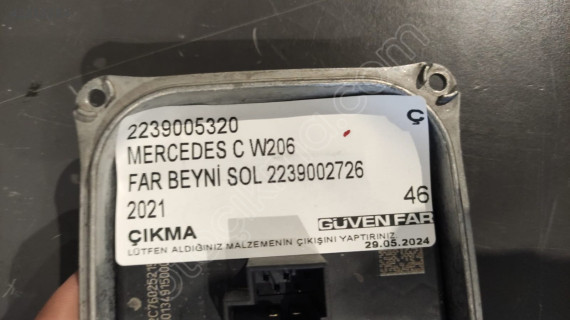 2239005320
Ç
MERCEDES C W206
FAR BEYNİ SOL 2239002726
2021
46
ÇIKMA
GÜVEN FAR
LÜTFEN ALDIĞINIZ MALZEMENİN ÇIKIŞINI YAPTIRINIZ
29.05.2024